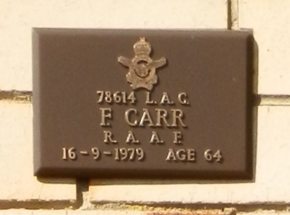 78614 L.A.C.
F CARR
R. A. A. F.
16-9-1979 AGE 64